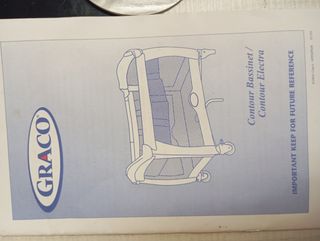 GRACO
Contour Bassinet/
Contour Electra
IMPORTANT KEEP FOR FUTURE REFERENCE